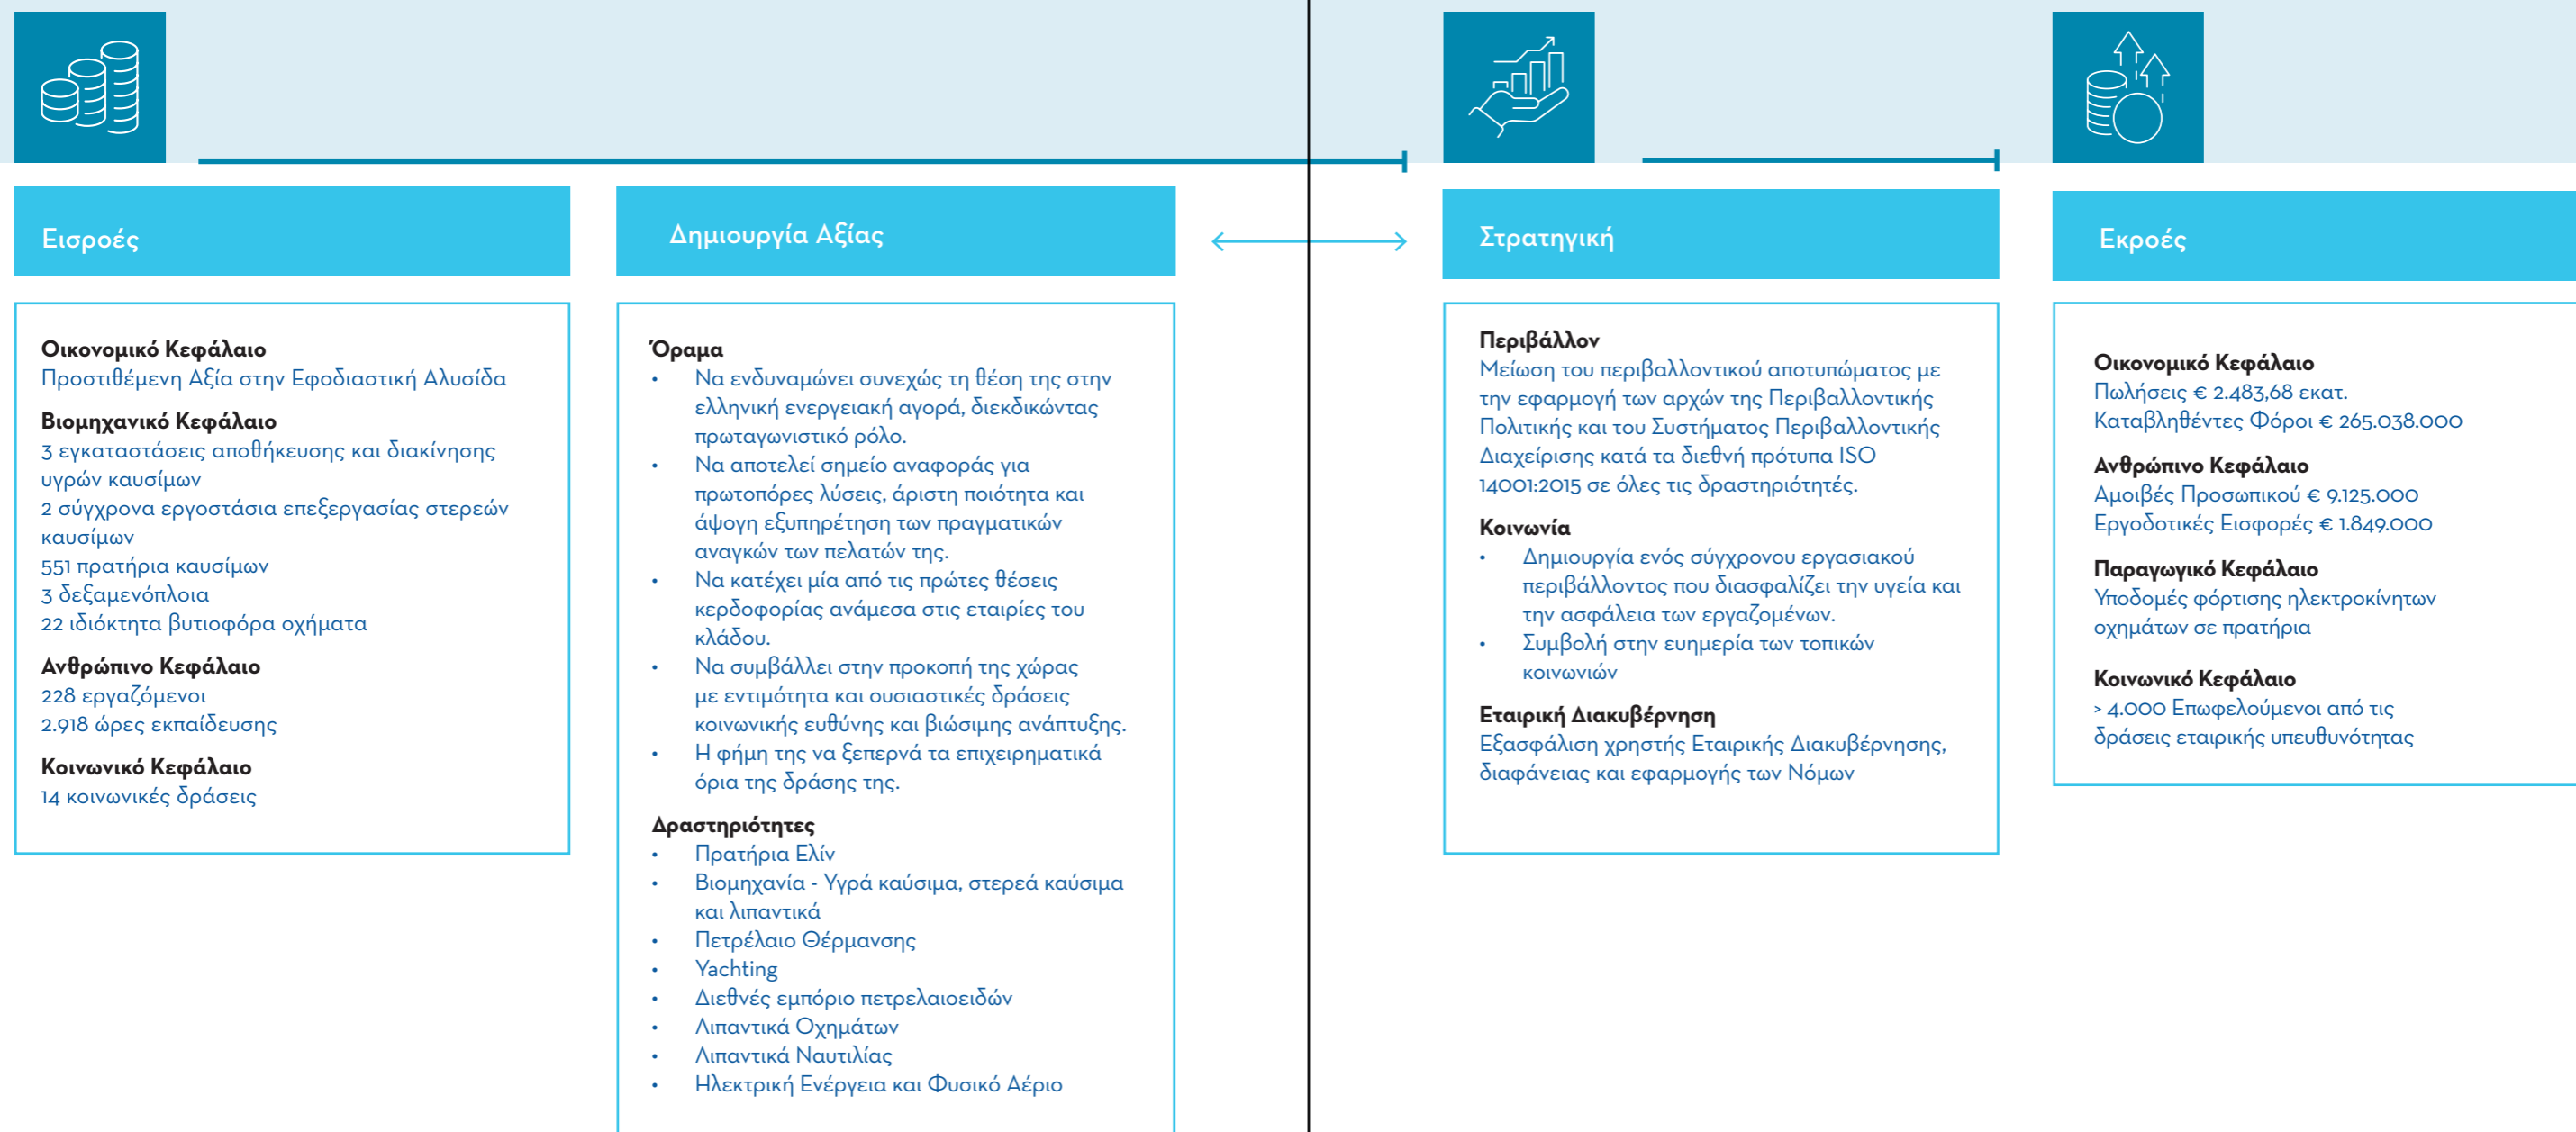 Εισροές
Οικονομικό Κεφάλαιο
Προστιθέμενη Αξία στην Εφοδιαστική Αλυσίδα
Βιομηχανικό Κεφάλαιο
3 εγκαταστάσεις αποθήκευσης και διακίνησης
υγρών καυσίμων
2 σύγχρονα εργοστάσια επεξεργασίας στερεών
καυσίμων
551 πρατήρια καυσίμων
3 δεξαμενόπλοια
22 ιδιόκτητα βυτιοφόρα οχήματα
Ανθρώπινο Κεφάλαιο
228 εργαζόμενοι
2.918 ώρες εκπαίδευσης
Κοινωνικό Κεφάλαιο
14 κοινωνικές δράσεις
Δημιουργία Αξίας
Όραμα
• Να ενδυναμώνει συνεχώς τη θέση της στην
ελληνική ενεργειακή αγορά, διεκδικώντας
πρωταγωνιστικό ρόλο.
• Να αποτελεί σημείο αναφοράς για
πρωτοπόρες λύσεις, άριστη ποιότητα και
άψογη εξυπηρέτηση των πραγματικών
αναγκών των πελατών της.
• Να κατέχει μία από τις πρώτες θέσεις
κερδοφορίας ανάμεσα στις εταιρίες του
κλάδου.
• Να συμβάλλει στην προκοπή της χώρας
με εντιμότητα και ουσιαστικές δράσεις
κοινωνικής ευθύνης και βιώσιμης ανάπτυξης.
• Η φήμη της να ξεπερνά τα επιχειρηματικά
όρια της δράσης της.
Δραστηριότητες
• Πρατήρια Ελίν
• Βιομηχανία - Υγρά καύσιμα, στερεά καύσιμα
και λιπαντικά
• Πετρέλαιο Θέρμανσης
• Yachting
• Διεθνές εμπόριο πετρελαιοειδών
• Λιπαντικά Οχημάτων
• Λιπαντικά Ναυτιλίας
• Ηλεκτρική Ενέργεια και Φυσικό Αέριο
Στρατηγική
Περιβάλλον
Μείωση του περιβαλλοντικού αποτυπώματος με
την εφαρμογή των αρχών της Περιβαλλοντικής
Πολιτικής και του Συστήματος Περιβαλλοντικής
Διαχείρισης κατά τα διεθνή πρότυπα ISO
14001:2015 σε όλες τις δραστηριότητές.
Κοινωνία
• Δημιουργία ενός σύγχρονου εργασιακού
περιβάλλοντος που διασφαλίζει την υγεία και
την ασφάλεια των εργαζομένων.
• Συμβολή στην ευημερία των τοπικών
κοινωνιών
Εταιρική Διακυβέρνηση
Εξασφάλιση χρηστής Εταιρικής Διακυβέρνησης,
διαφάνειας και εφαρμογής των Νόμων
Εκροές
Οικονομικό Κεφάλαιο
Πωλήσεις € 2.483,68 εκατ.
Καταβληθέντες Φόροι € 265.038.000
Ανθρώπινο Κεφάλαιο
Αμοιβές Προσωπικού € 9.125.000
Εργοδοτικές Εισφορές € 1.849.000
Παραγωγικό Κεφάλαιο
Υποδομές φόρτισης ηλεκτροκίνητων
οχημάτων σε πρατήρια
Κοινωνικό Κεφάλαιο
> 4.000 Επωφελούμενοι από τις
δράσεις εταιρικής υπευθυνότητας